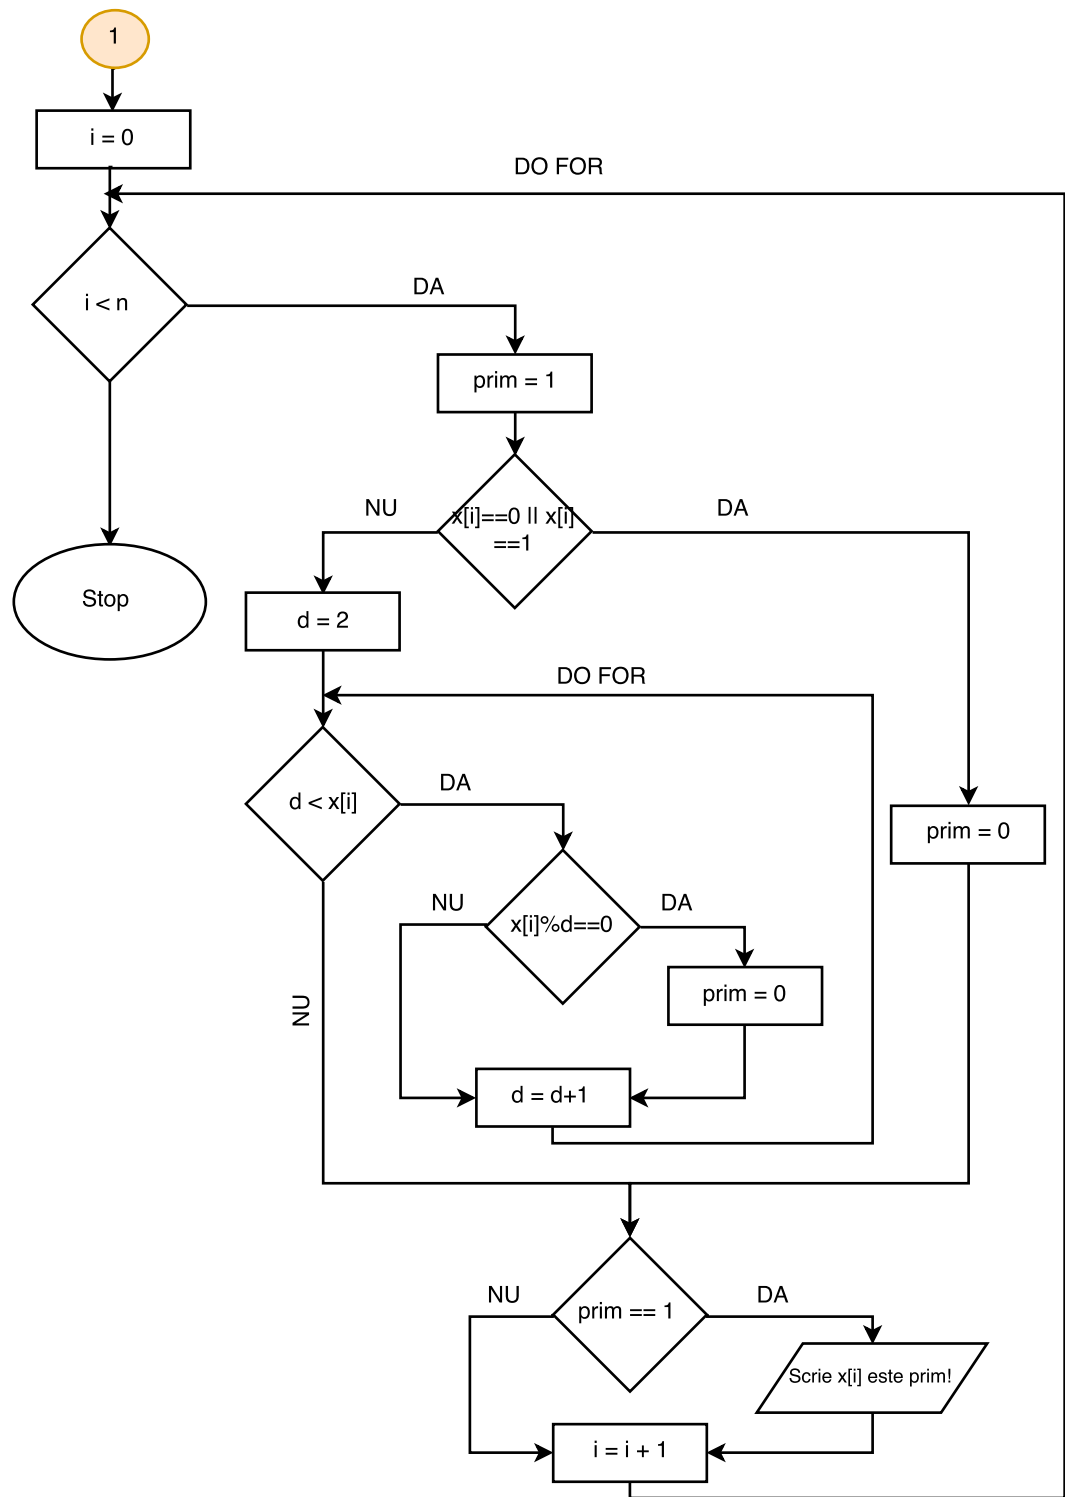 1
i = 0
DO FOR
i < n
DA
prim = 1
NU
x[i]==0 || x[i]
==1
DA
d = 2
DO FOR
d < x[i]
DA
prim = 0
NU
x[i]%d==0
DA
prim = 0
NU
d = d+1
NU
prim == 1
DA
Scrie x[i] este prim!
i = i + 1
Stop